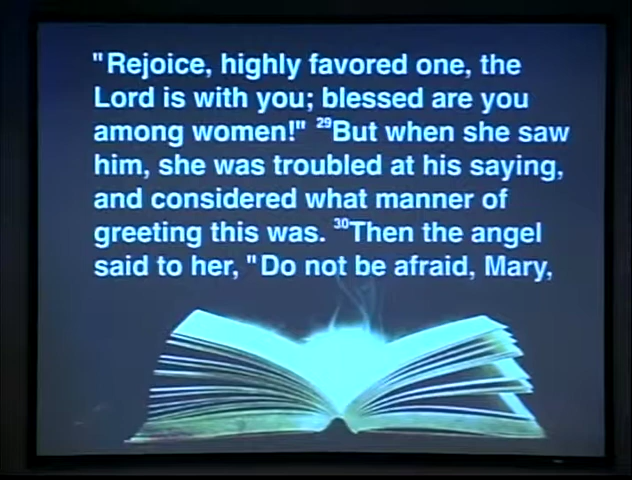 "Rejoice, highly favored one, the
Lord is with you; blessed are you
among women!" 29But when she saw
him, she was troubled at his saying,
and considered what manner of
greeting this was. 30Then the angel
said to her, "Do not be afraid, Mary,